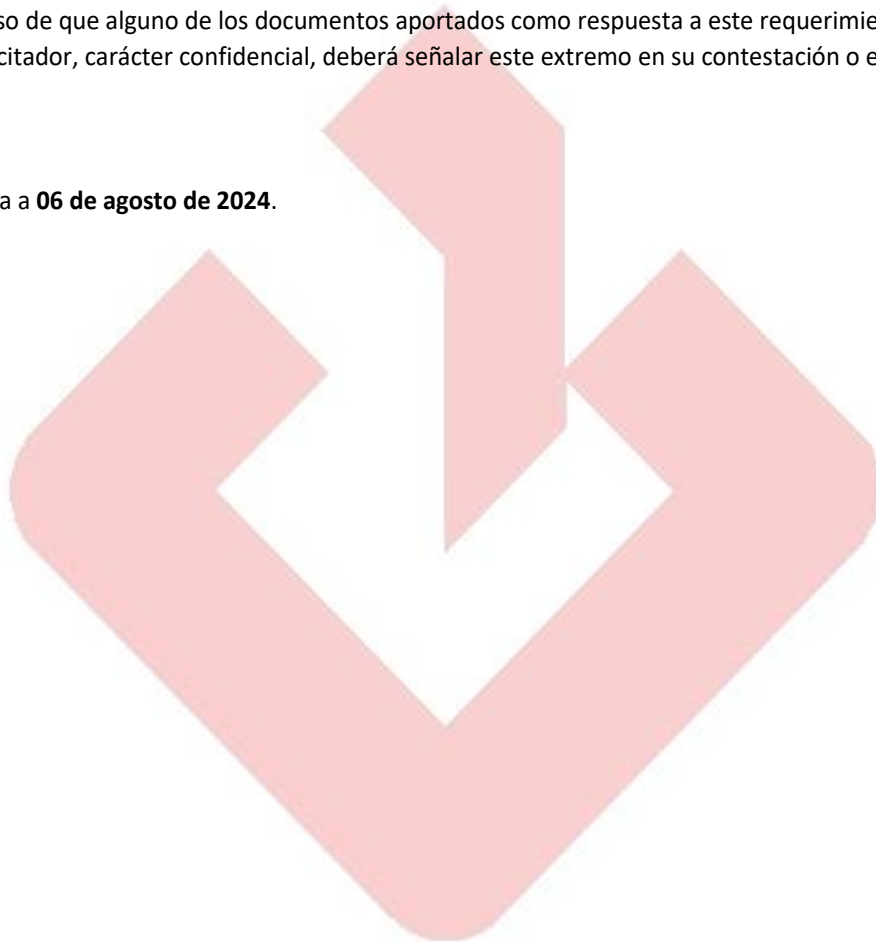 so de que alguno de los documentos aportados como respuesta a este requerimie
citador, carácter confidencial, deberá señalar este extremo en su contestación o e
a a 06 de agosto de 2024.